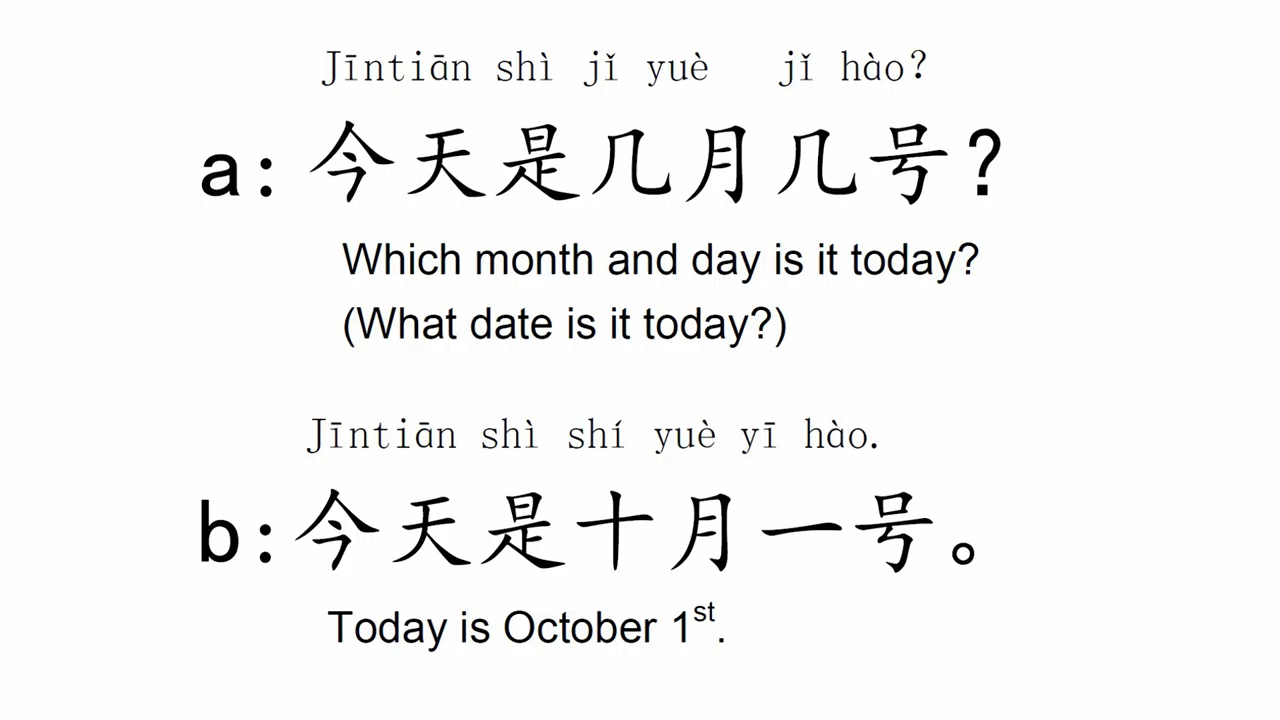 Jīntiān shì jǐ yuè jǐ hào?
a: 今天是几月几号?
Which month and day is it today?
(What date is it today?)
Jīntiān shì shí yuè yī hào.
b: 今天是十月一号。
Today is October 1st.